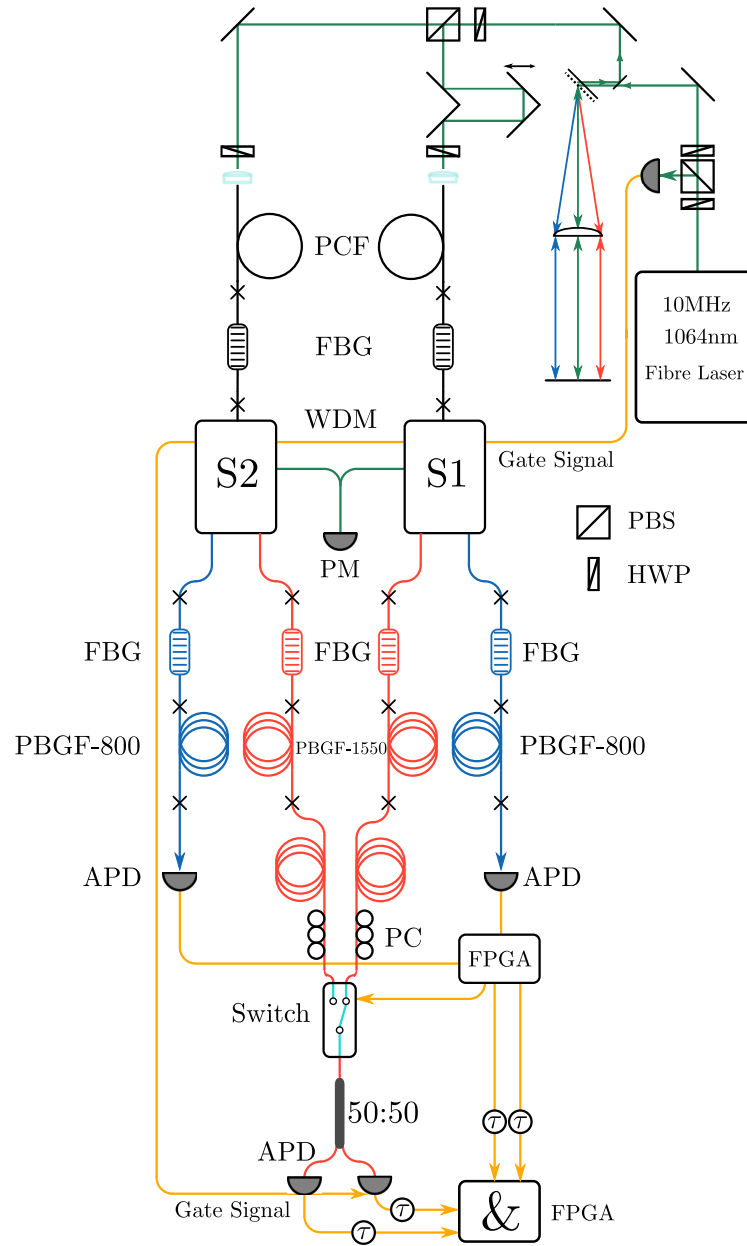 PCF
10MHz
1064nm
Fibre Laser
FBG
WDM
S2
S1
Gate Signal
PBS
PM
HWP
FBG
FBG
FBG
PBGF-800
PBGF-1550
PBGF-800
APD
APD
PC
FPGA
Switch
50:50
τ
τ
APD
Gate Signal
τ
τ
&
FPGA